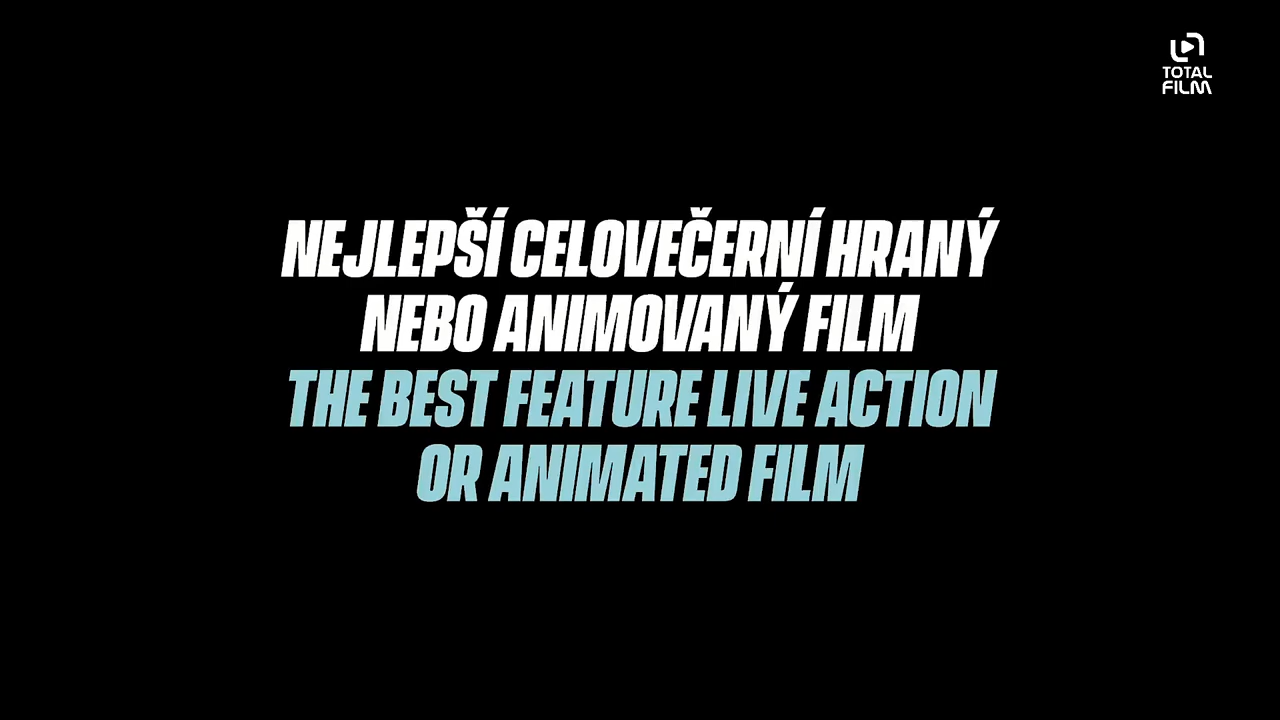 TOTAL
FILM
NEJLEPŠÍ CELOVEČERNÍ HRANÝ
NEBO ANIMOVANÝ FILM
THE BEST FEATURE LIVE ACTION
OR ANIMATED FILM